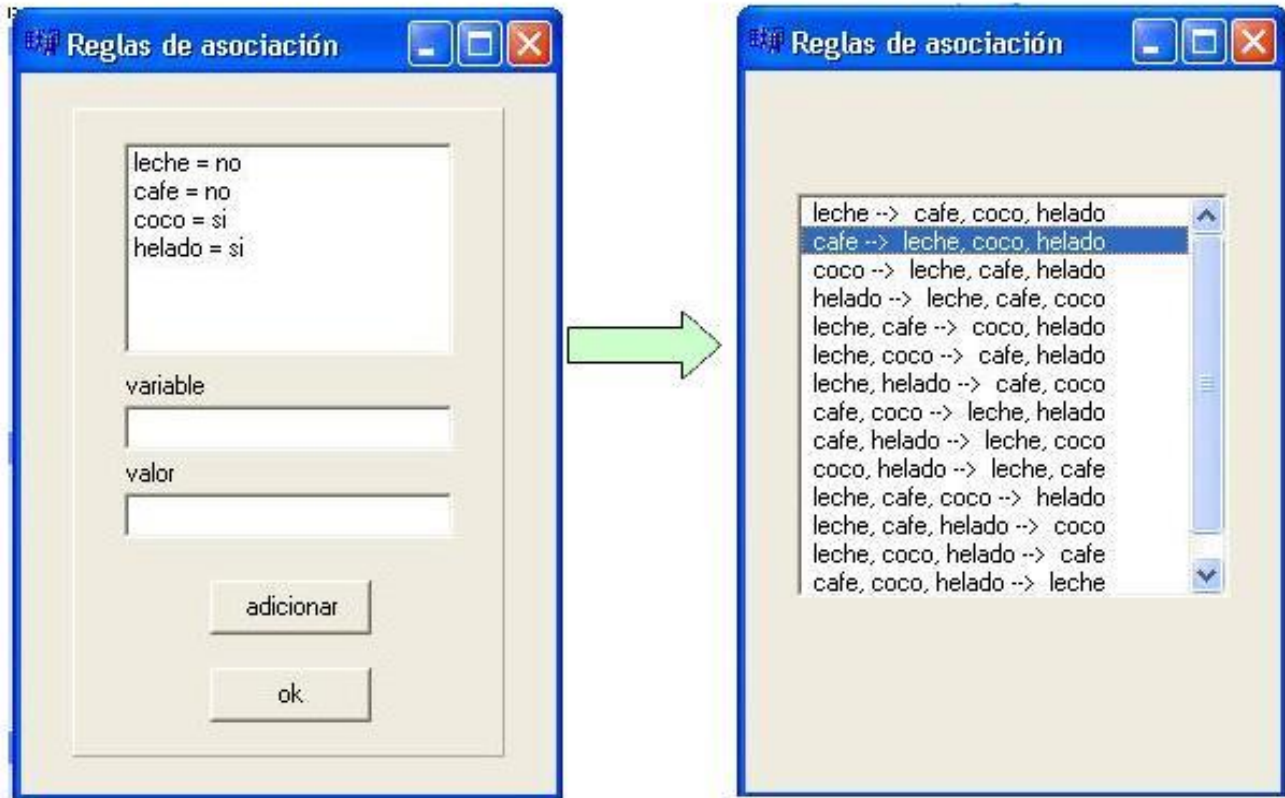 Reglas de asociación
leche = no
cafe = no
coco = si
helado = si
variable
valor
adicionar
ok
Reglas de asociación
leche --> cafe, coco, helado
cafe --> leche, coco, helado
coco --> leche, cafe, helado
helado --> leche, cafe, coco
leche, cafe --> coco, helado
leche, coco --> cafe, helado
leche, helado --> cafe, coco
cafe, coco --> leche, helado
cafe, helado --> leche, coco
coco, helado --> leche, cafe
leche, cafe, coco --> helado
leche, cafe, helado --> coco
leche, coco, helado --> cafe
cafe, coco, helado --> leche